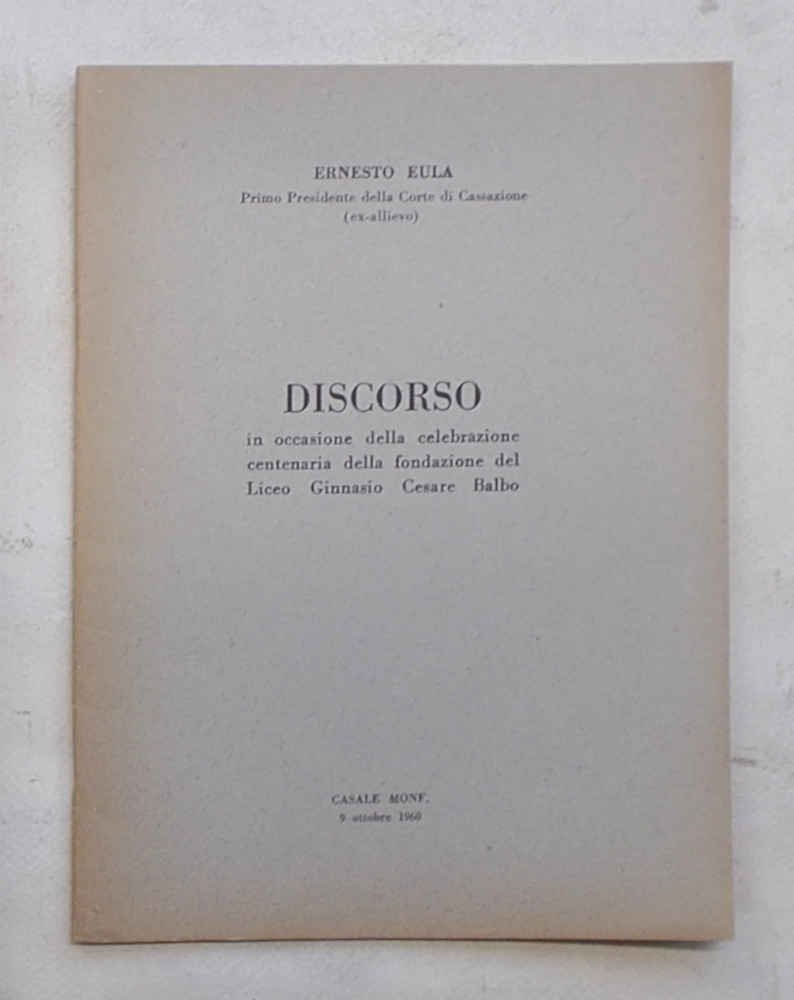 ERNESTO EULA
Primo Presidente della Corte di Cassazione
(ex-allievo)
DISCORSO
in occasione della celebrazione
centenaria della fondazione del
Liceo Ginnasio Cesare Balbo
CASALE MONF.
9 ottobre 1960